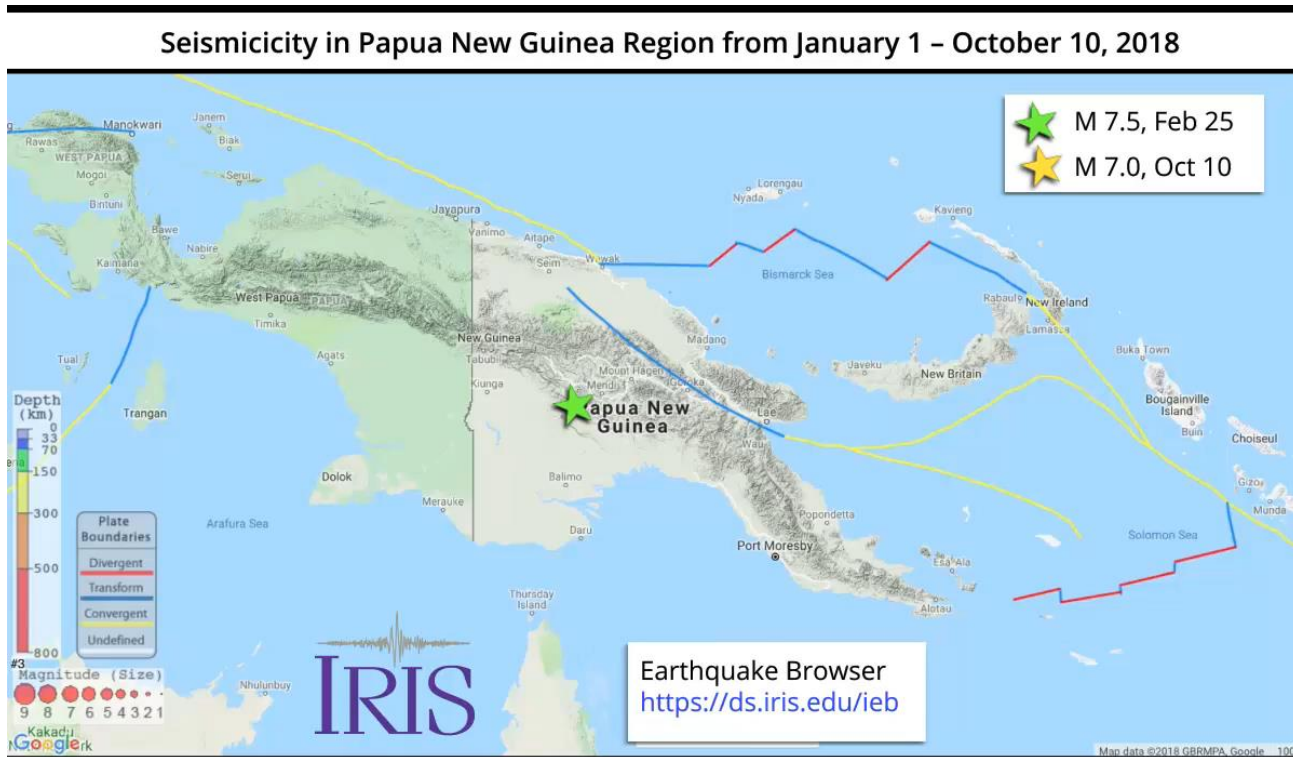 Seismicicity in Papua New Guinea Region from January 1 – October 10, 2018
M 7.5, Feb 25
M 7.0, Oct 10
Manokwari
Rawas
WEST PAPUA
Mogoi
Bintuni
Janem
Biak
Serui
Bawe
Nabire
Kaimana
Jayapura
Vanimo
Aitape
Seim
Wewak
Lorengau
Nyada
Kavieng
Bismarck Sea
Rabaul
New Ireland
Lamassa
West Papua
PAPUA
Timika
Agats
New Guinea
Tabubil
Kiunga
Madang
Mount Hagen
Mendi
Goroka
Javeku
New Britain
Buka Town
Bougainville
Island
Buin
Choiseul
Gizo
Munda
Tual
Trangan
Papua New
Guinea
Lae
Wau
Dolok
Merauke
Balimo
Daru
Popondetta
Port Moresby
Esa'Ala
Alotau
Solomon Sea
Arafura Sea
Thursday
Island
Nhulunbuy
Kakadu
Depth
(km)
0
33
70
150
300
500
800
Plate
Boundaries
Divergent
Transform
Convergent
Undefined
#3
Magnitude (Size)
9 8 7 6 5 4 3 2 1
Google
IRIS
Earthquake Browser
https://ds.iris.edu/ieb
Map data ©2018 GBRMPA, Google 100